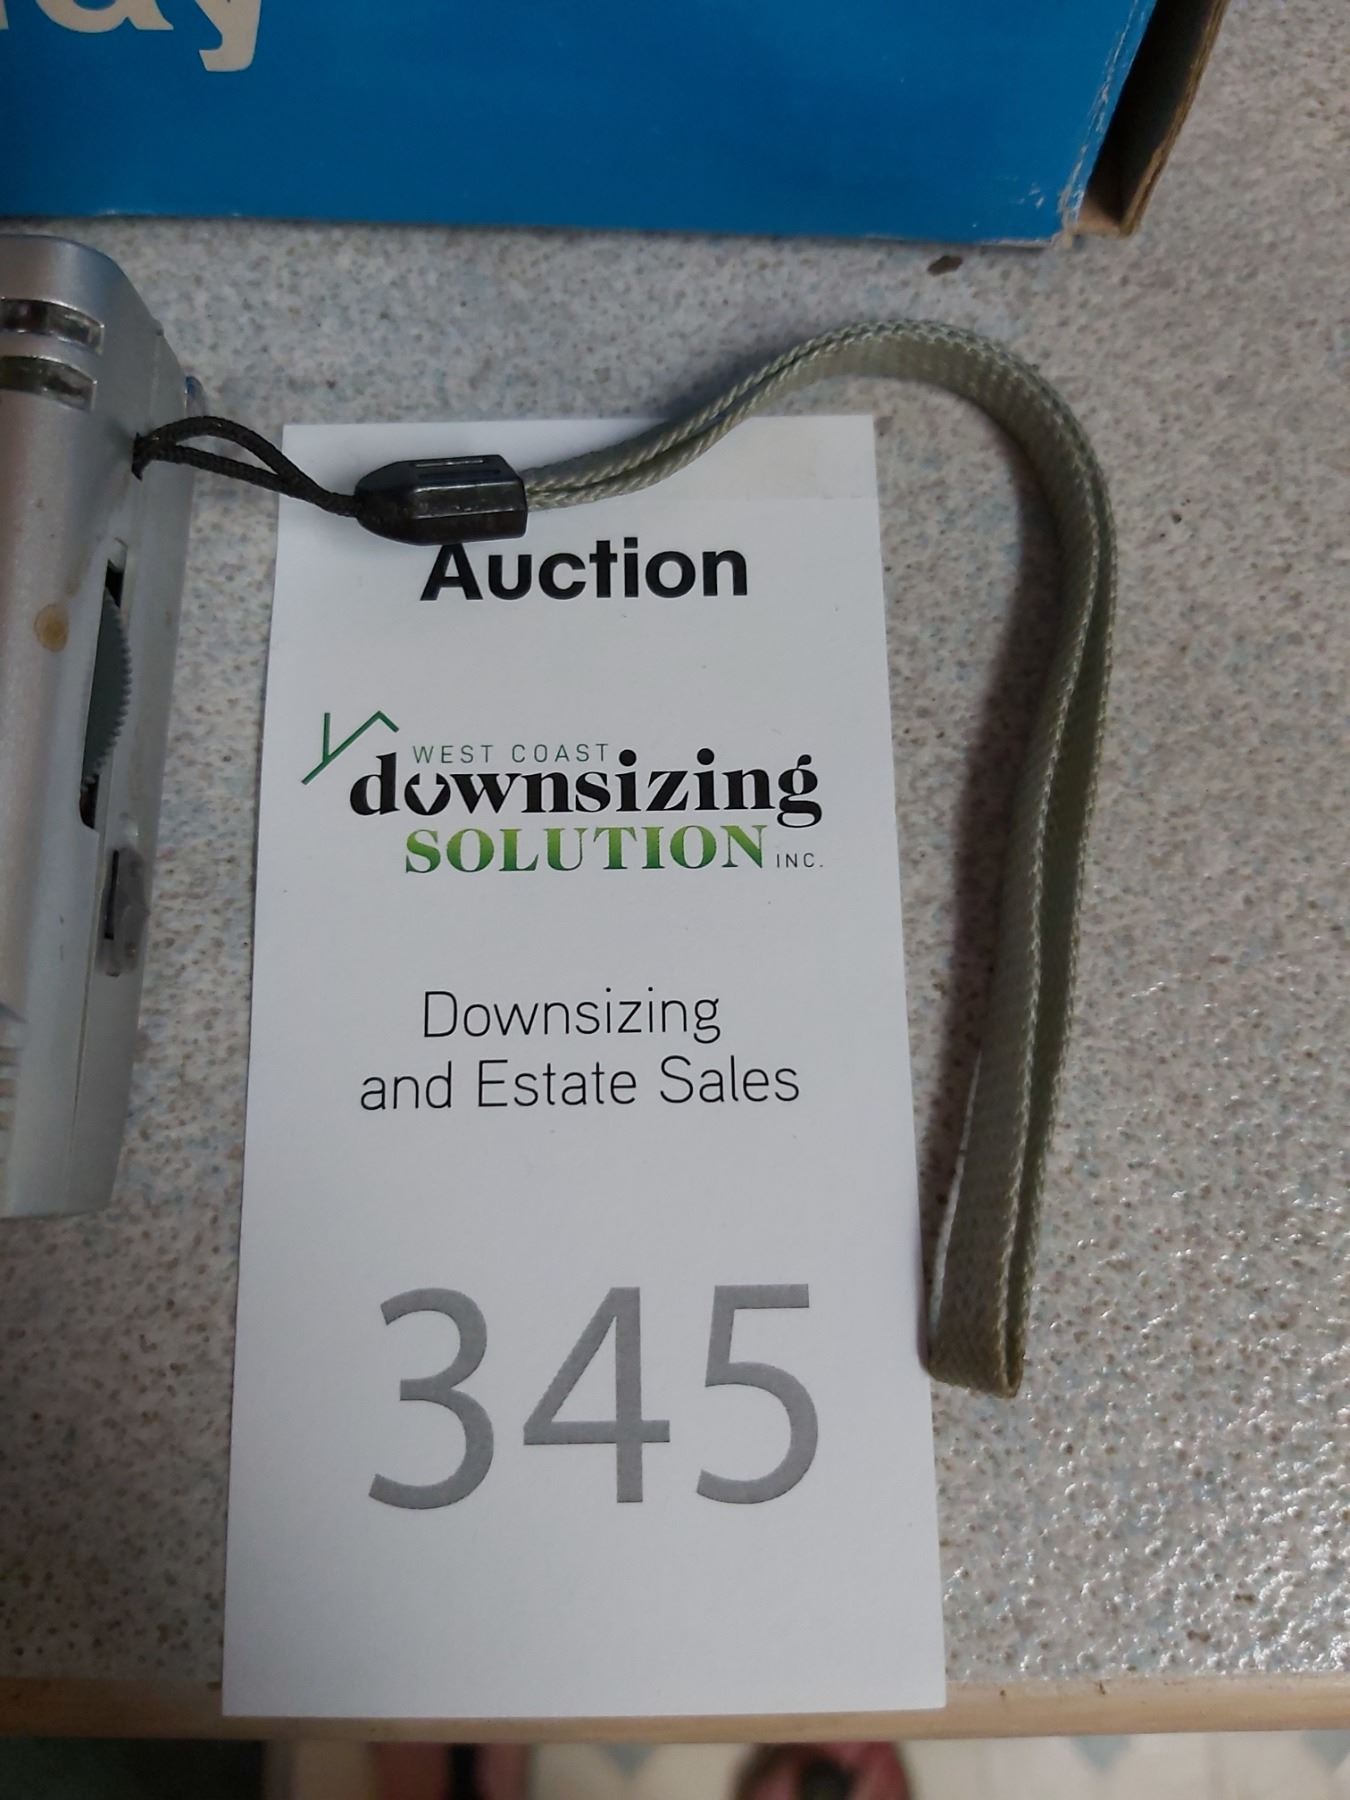 Auction
WEST COAST
downsizing
SOLUTION INC.
Downsizing
and Estate Sales
345